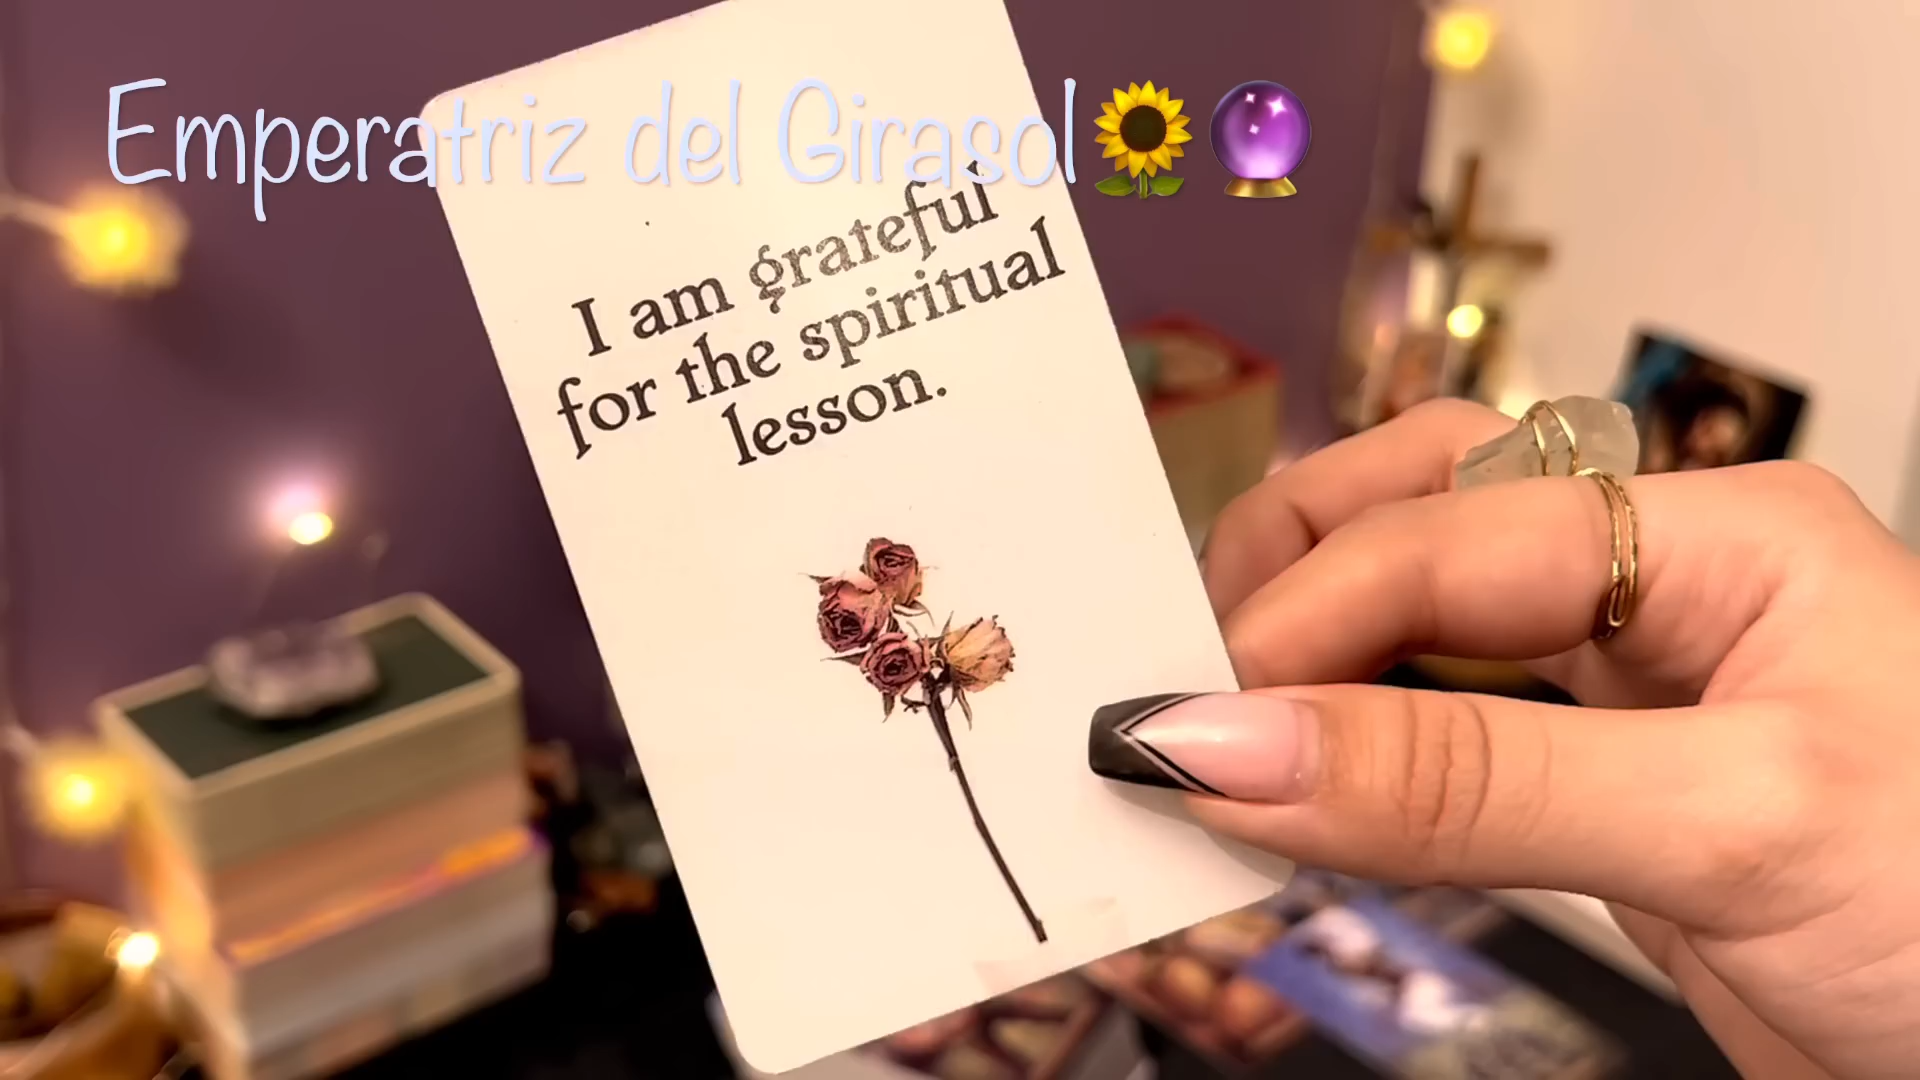 Emperatriz del Girasol🌻🔮
I am grateful
for the spiritual
lesson.